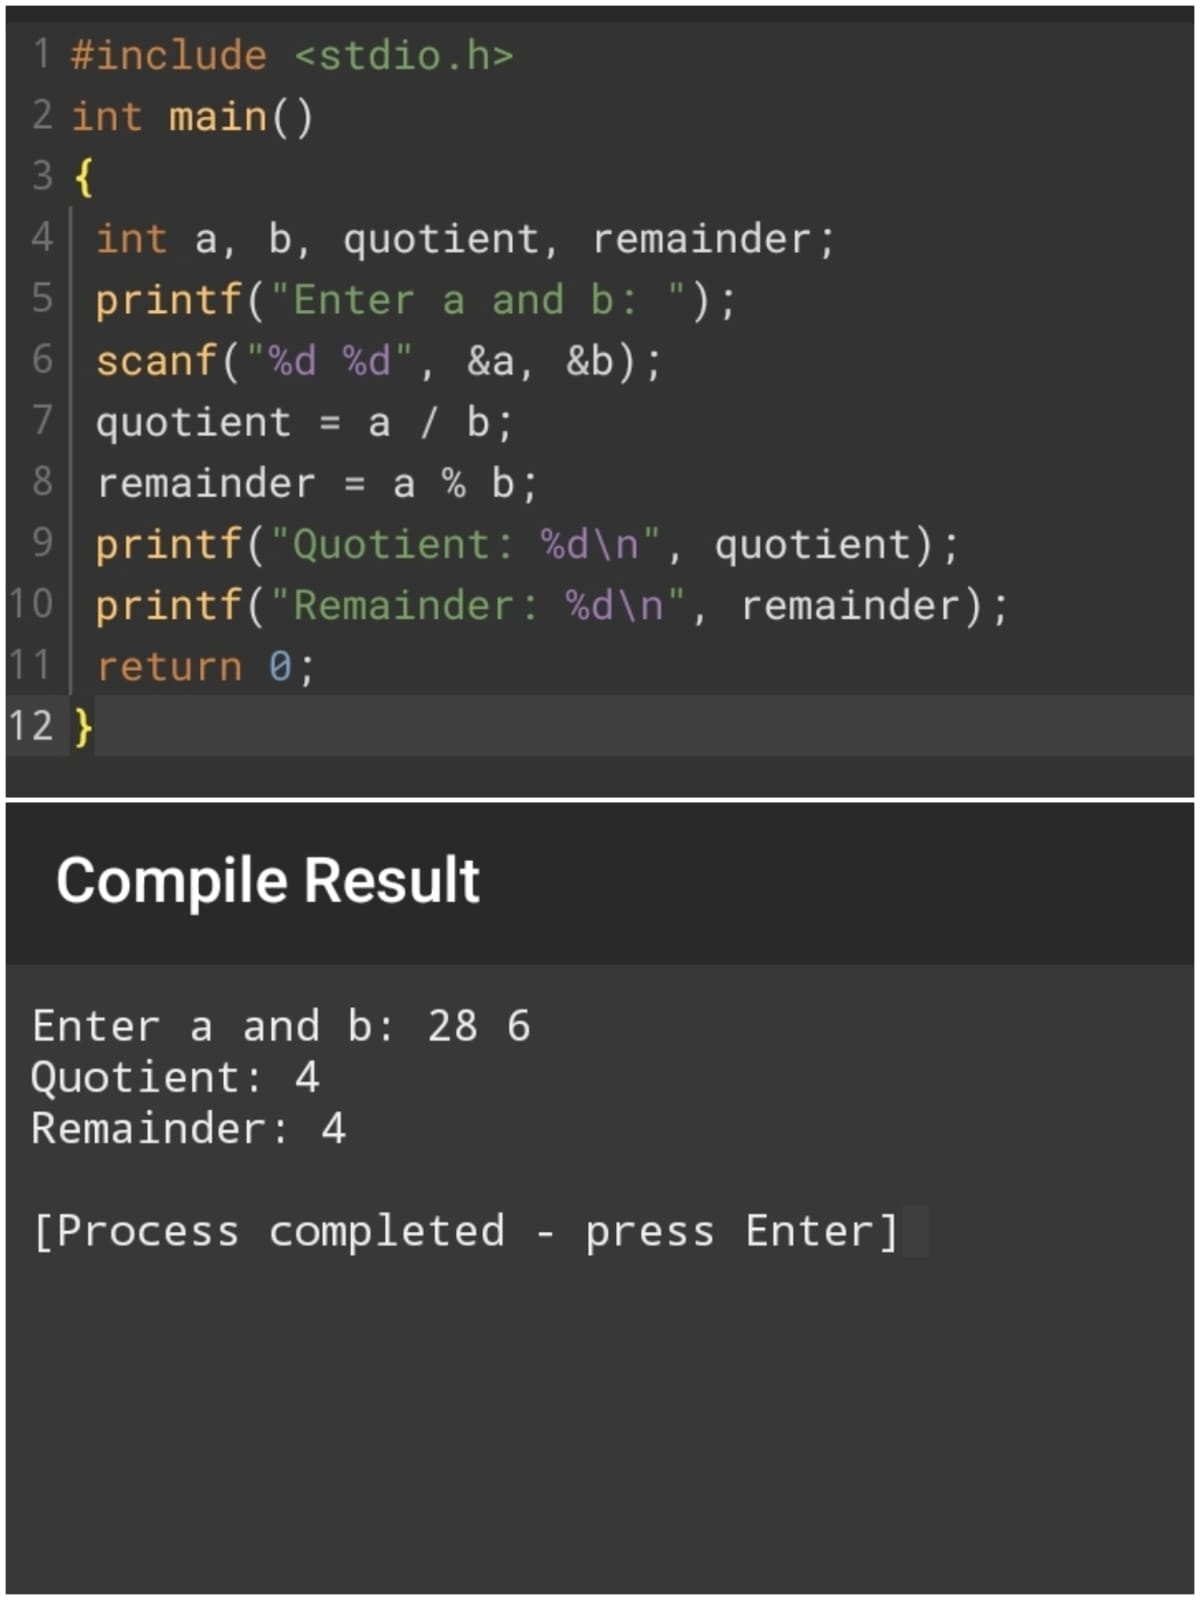 1 #include <stdio.h>
2 int main()
3 {
4 int a, b, quotient, remainder;
5 printf("Enter a and b: ");
6 scanf("%d %d", &a, &b);
7 quotient = a / b;
8 remainder = a % b;
9 printf("Quotient: %d\n", quotient);
10 printf("Remainder: %d\n", remainder);
11 return 0;
12 }
Compile Result
Enter a and b: 28 6
Quotient: 4
Remainder: 4
[Process completed - press Enter]